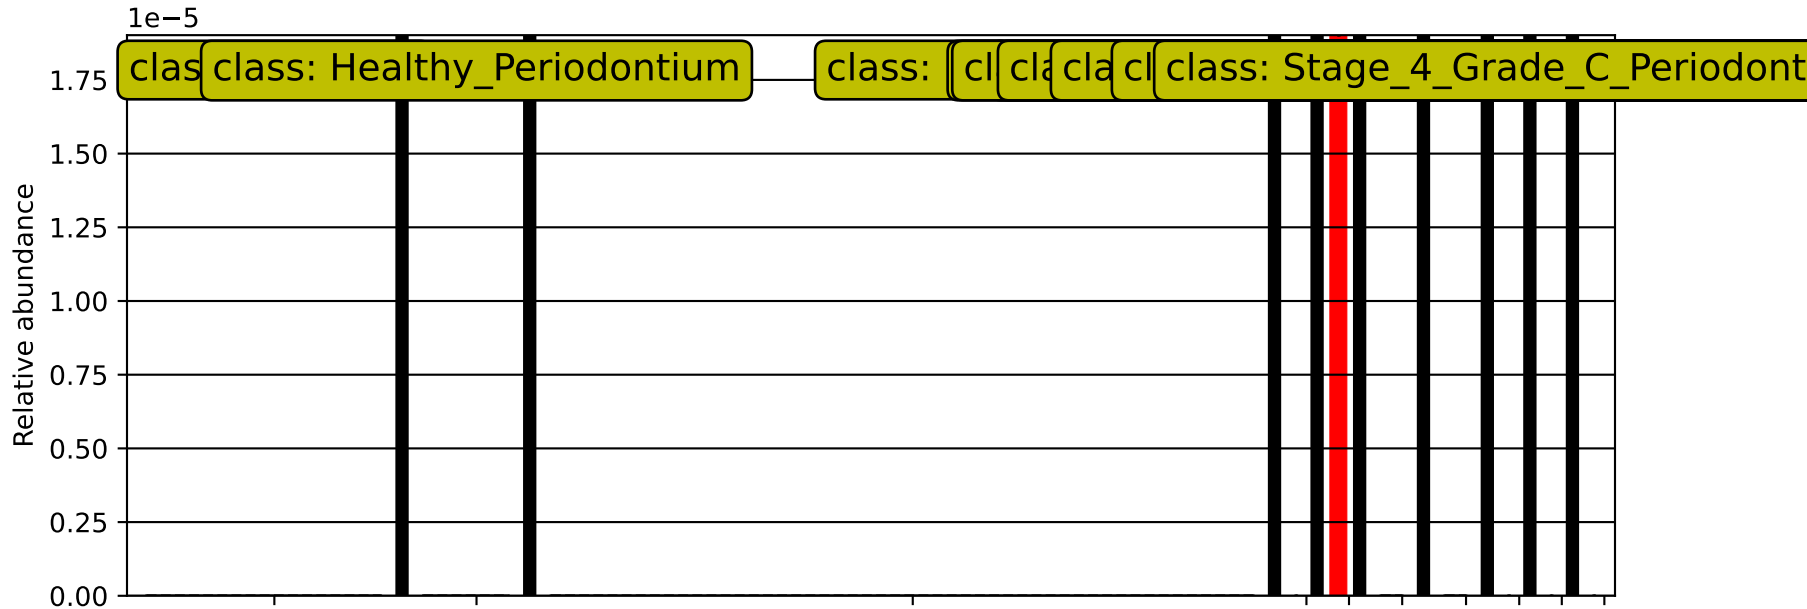 1e−5
class: Healthy_Periodontium
class:
class: Stage_4_Grade_C_Periodont
1.75
1.50
1.25
1.00
0.75
0.50
0.25
0.00
Relative abundance